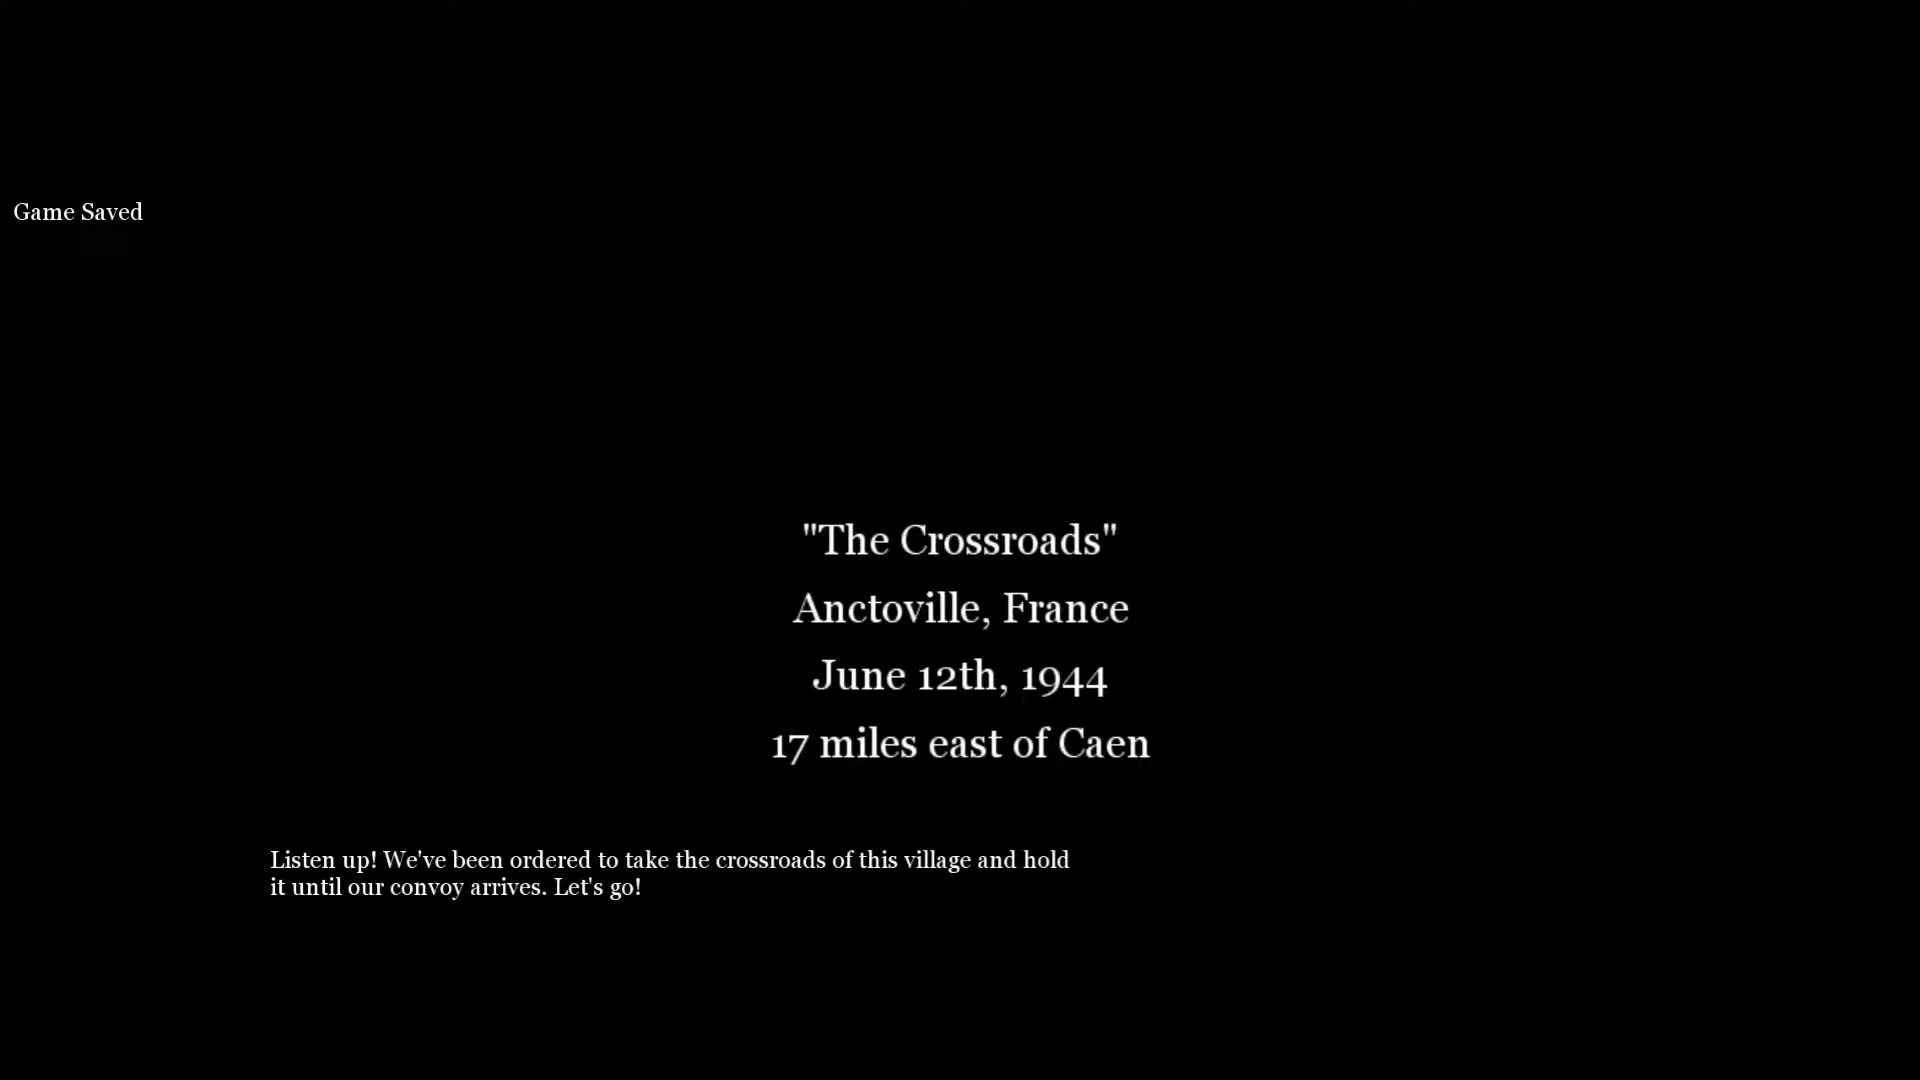 Game Saved
"The Crossroads"
Anctoville, France
June 12th, 1944
17 miles east of Caen
Listen up! We've been ordered to take the crossroads of this village and hold
it until our convoy arrives. Let's go!